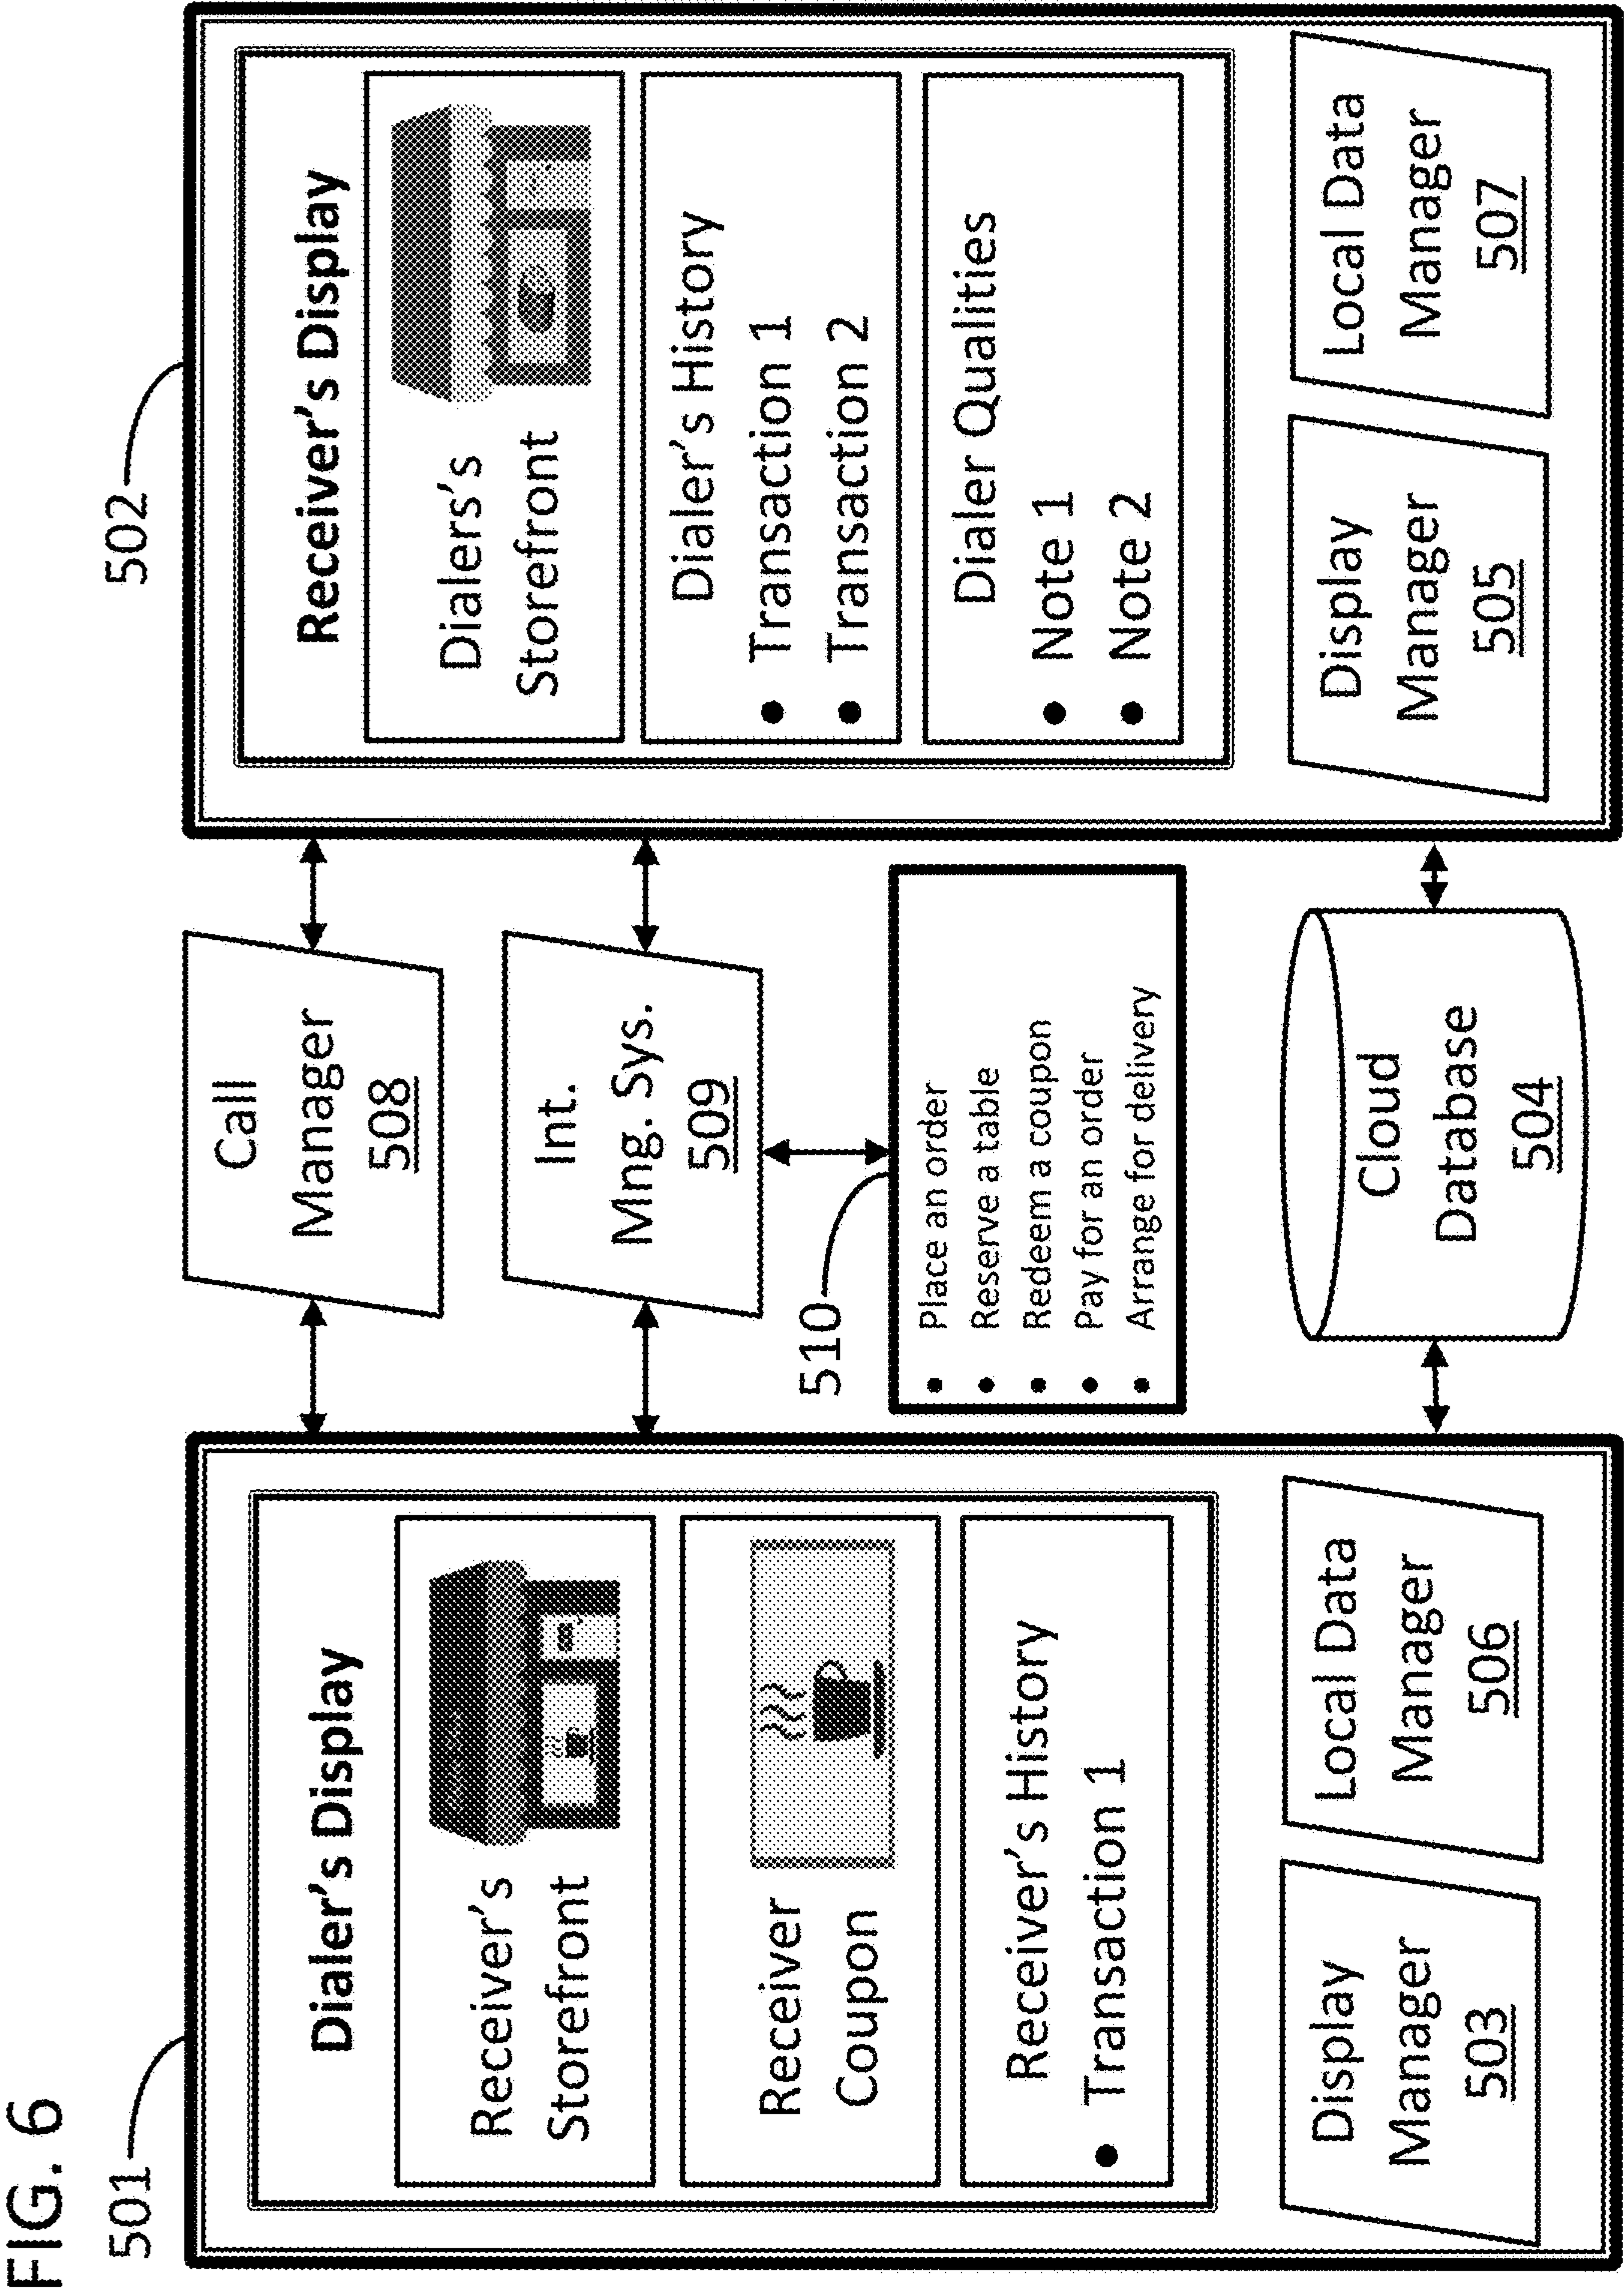 FIG. 6
501
Dialer's Display
Receiver's
Storefront
Receiver
Coupon
Receiver's History
• Transaction 1
Display
Manager
503
Local Data
Manager
506
Call
Manager
508
Int.
Mng. Sys.
509
510
• Place an order
• Reserve a table
• Redeem a coupon
• Pay for an order
• Arrange for delivery
Cloud
Database
504
502
Receiver's Display
Dialers's
Storefront
Dialer's History
• Transaction 1
• Transaction 2
Dialer Qualities
• Note 1
• Note 2
Display
Manager
505
Local Data
Manager
507